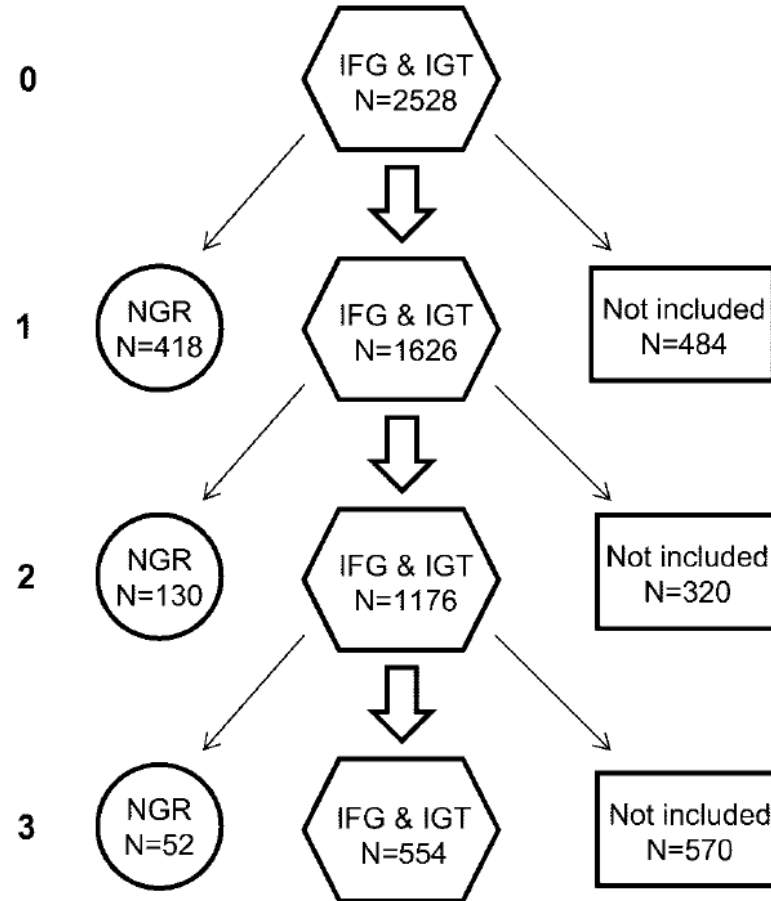 0
IFG & IGT
N=2528
1
NGR
N=418
IFG & IGT
N=1626
Not included
N=484
2
NGR
N=130
IFG & IGT
N=1176
Not included
N=320
3
NGR
N=52
IFG & IGT
N=554
Not included
N=570